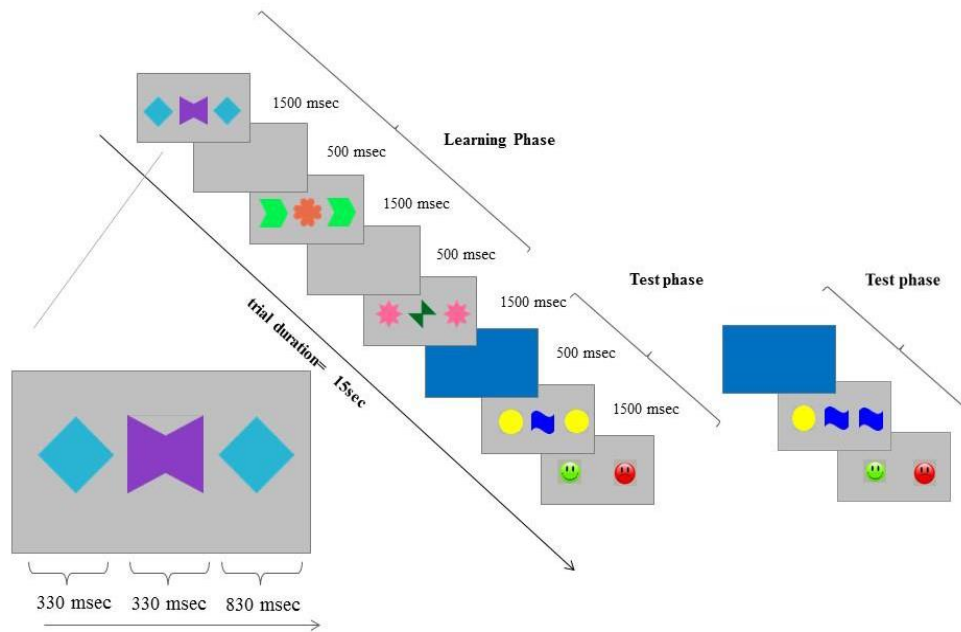 1500 msec
Learning Phase
500 msec
1500 msec
500 msec
Test phase
Test phase
1500 msec
trial duration= 15sec
500 msec
1500 msec
330 msec
330 msec
830 msec